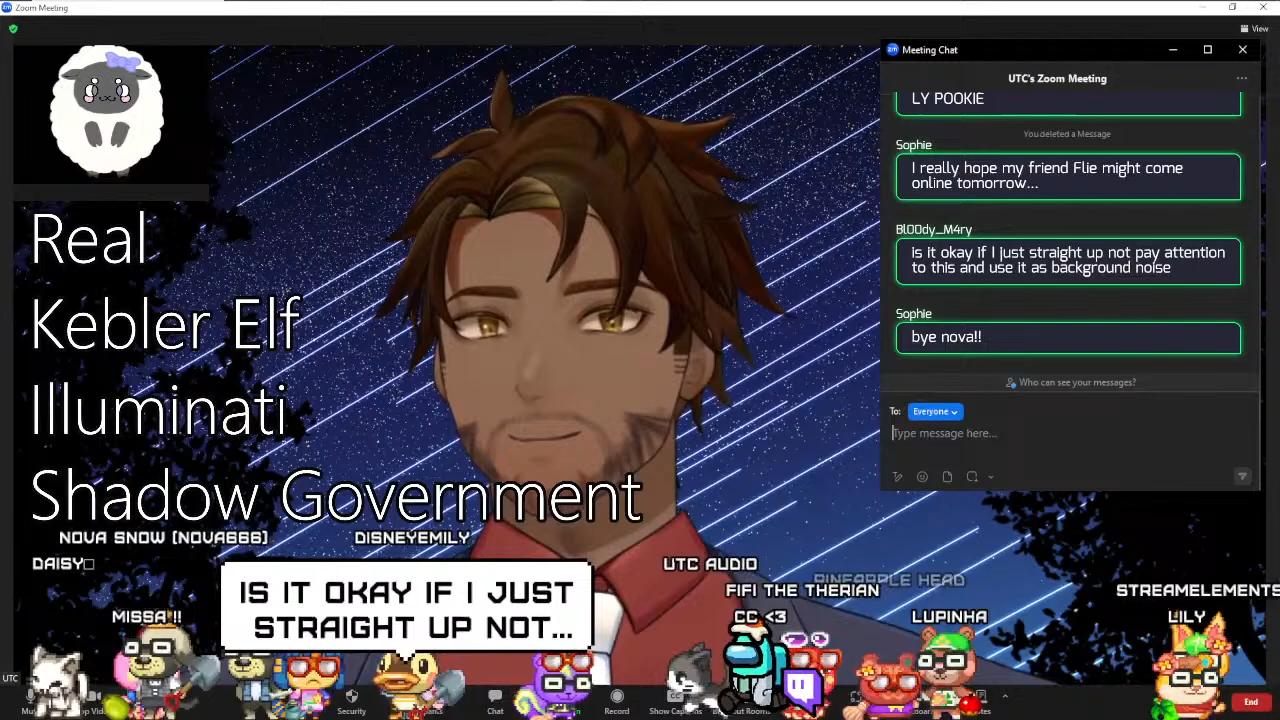 Zoom Meeting
View
Meeting Chat
UTC's Zoom Meeting
LY POOKIE
You deleted a Message
Sophie
I really hope my friend Flie might come
online tomorrow...
Bl00dy_M4ry
is it okay if I just straight up not pay attention
to this and use it as background noise
Sophie
bye nova!!
Who can see your messages?
To: Everyone
Type message here...
Real
Kebler Elf
Illuminati
Shadow Government
NOVA SNOW [NOVA666]
DISNEYEMILY
DAISY
UTC AUDIO
PINEAPPLE HEAD
FIFI THE THERIAN
STREAMELEMENTS
IS IT OKAY IF I JUST
STRAIGHT UP NOT...
MISSA !!
CC <3
LUPINHA
LILY
UTC
Security
Chat
Record
End